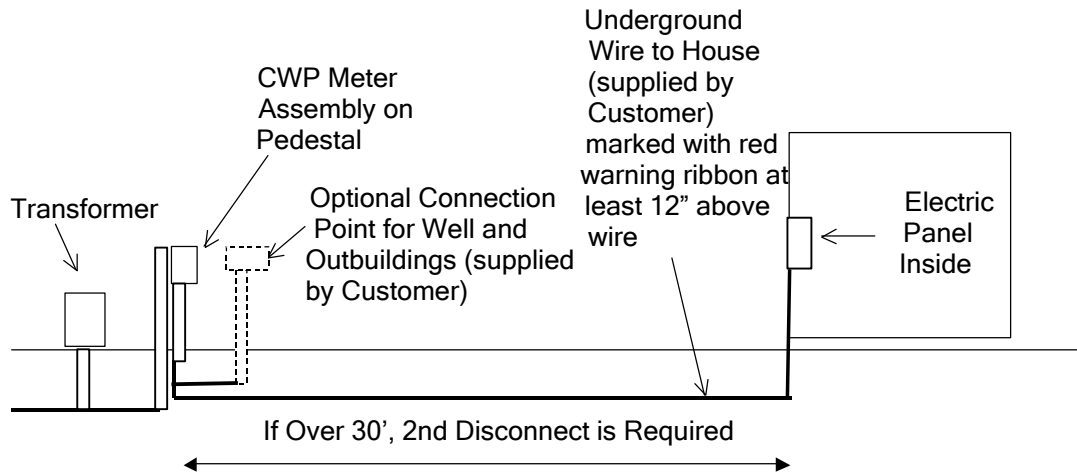 Transformer
CWP Meter
Assembly on
Pedestal
Optional Connection
Point for Well and
Outbuildings (supplied
by Customer)
Underground
Wire to House
(supplied by
Customer)
marked with red
warning ribbon at
least 12” above
wire
Electric
Panel
Inside
If Over 30’, 2nd Disconnect is Required